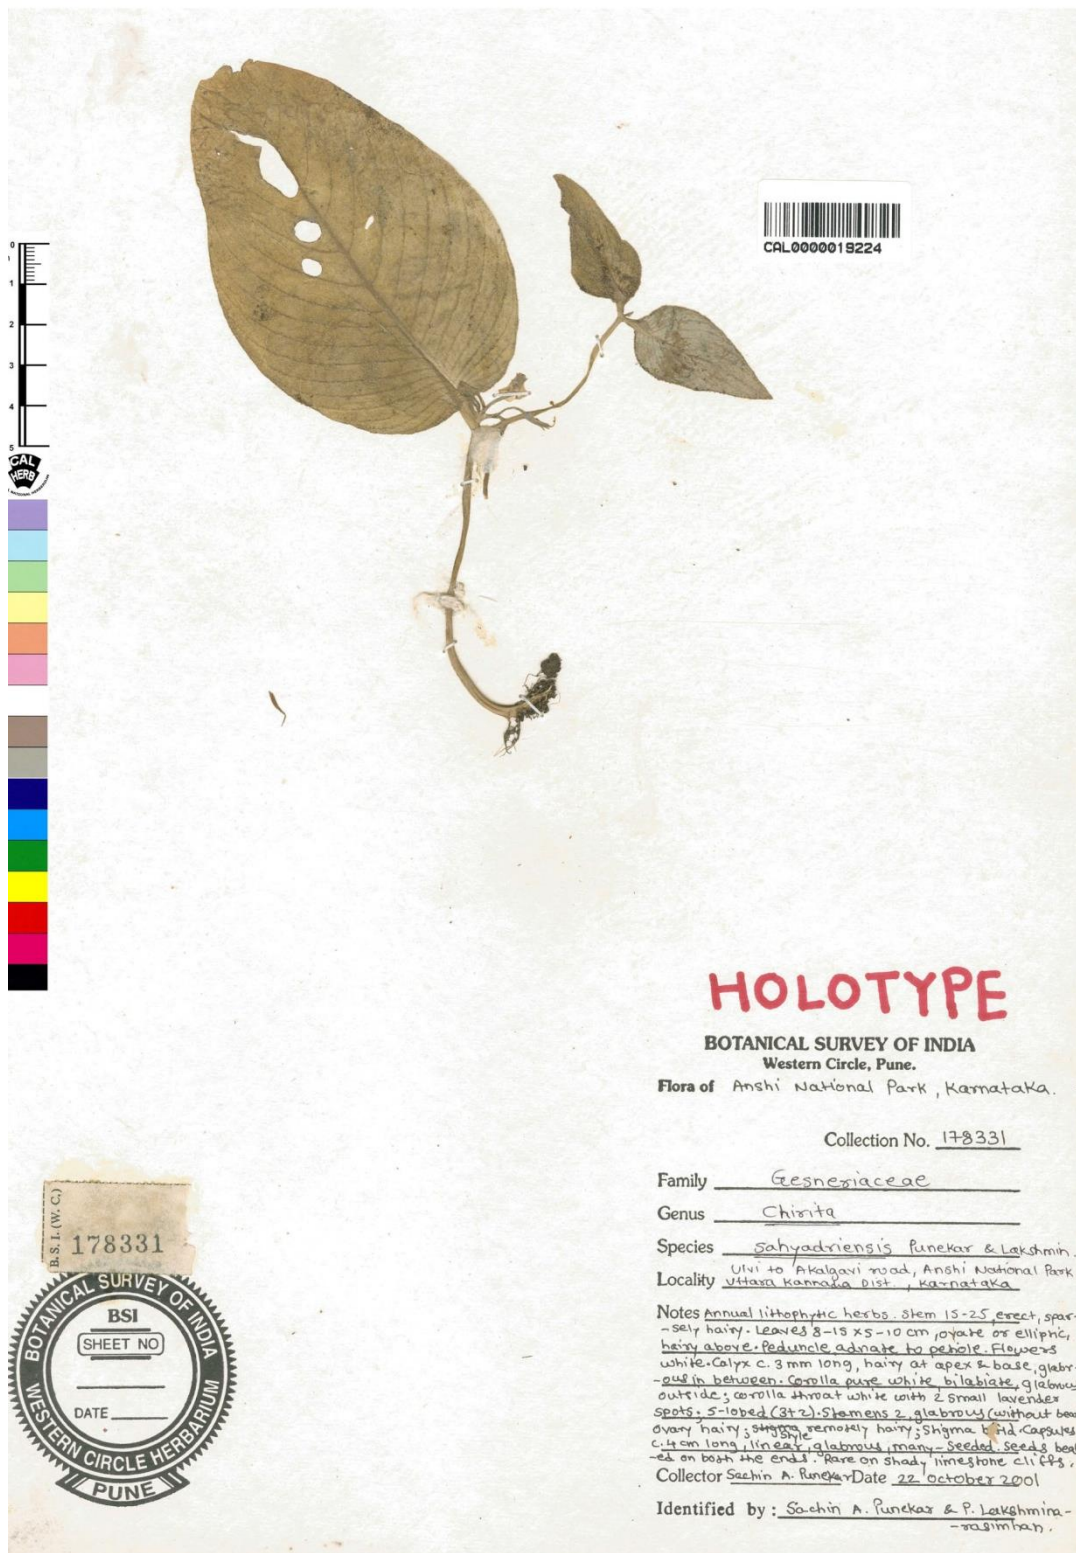 CAL0000019224
0
1
2
3
4
5
CAL
HERB
HOLOTYPE
BOTANICAL SURVEY OF INDIA
Western Circle, Pune.
Flora of Anshi National Park, Karnataka.
Collection No. 178331
Family Gesneriaceae
Genus Chirita
Species Sahyadriensis Punekar & Lakshmin.
Ulvi to Akalgavi road, Anshi National Park
Locality Uttara Kannada Dist., Karnataka
Notes Annual lithophytic herbs. Stem 15-25, erect, spar-
-sely hairy. Leaves 8-15 x 5-10 cm, ovate or elliptic,
hairy above. Peduncle adnate to petiole. Flowers
white. Calyx c. 3 mm long, hairy at apex & base, glabr-
-ous in between. Corolla pure white, bilabiate, glabrous
outside; corolla throat white with 2 small lavender
spots; 5-lobed (3+2). Stamens 2, glabrous (without
ovary hairy; style remotely hairy; Stigma Capsules
c. 4 cm long, linear, glabrous, many-seeded. Seeds
-ed on both the ends. Rare on shady limestone cliffs.
Collector Sachin A. Punekar Date 22 October 2001
Identified by : Sachin A. Punekar & P. Lakshmina-
-rasimhan.
B.S.I. (W.C.)
178331
BOTANICAL SURVEY OF INDIA
BSI
SHEET NO
DATE
WESTERN CIRCLE HERBARIUM
PUNE